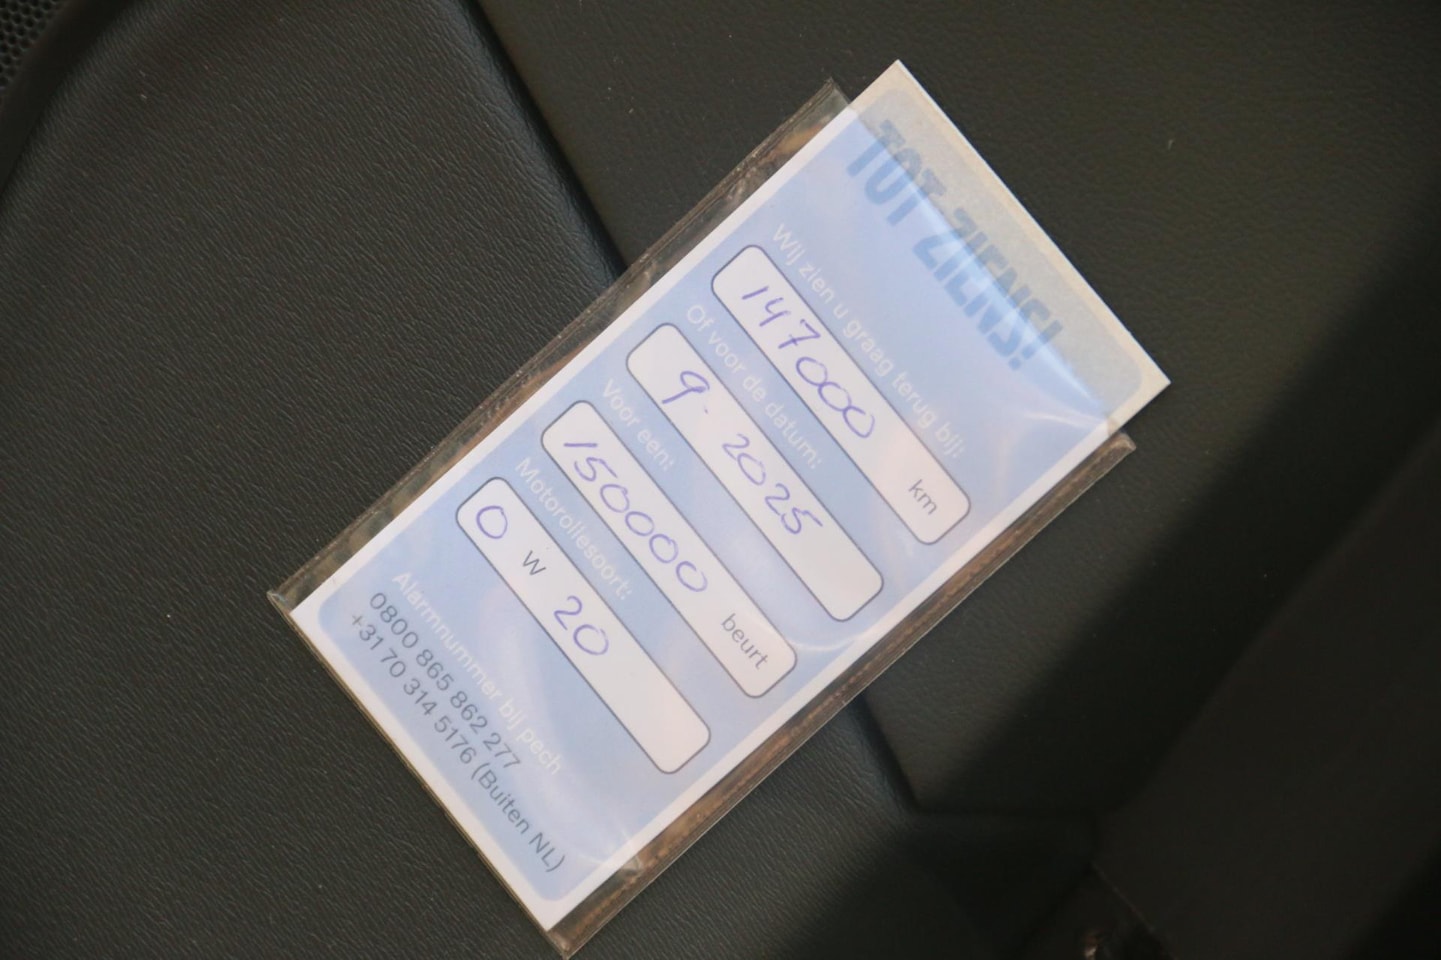 TOT ZIENS!
Wij zien u graag terug bij:
147000 km
Of voor de datum:
9-2025
Voor een:
150000 beurt
Motoroliesoort:
0 W 20
Alarmnummer bij pech
0800 865 862 277
+31 70 314 5176 (Buiten NL)